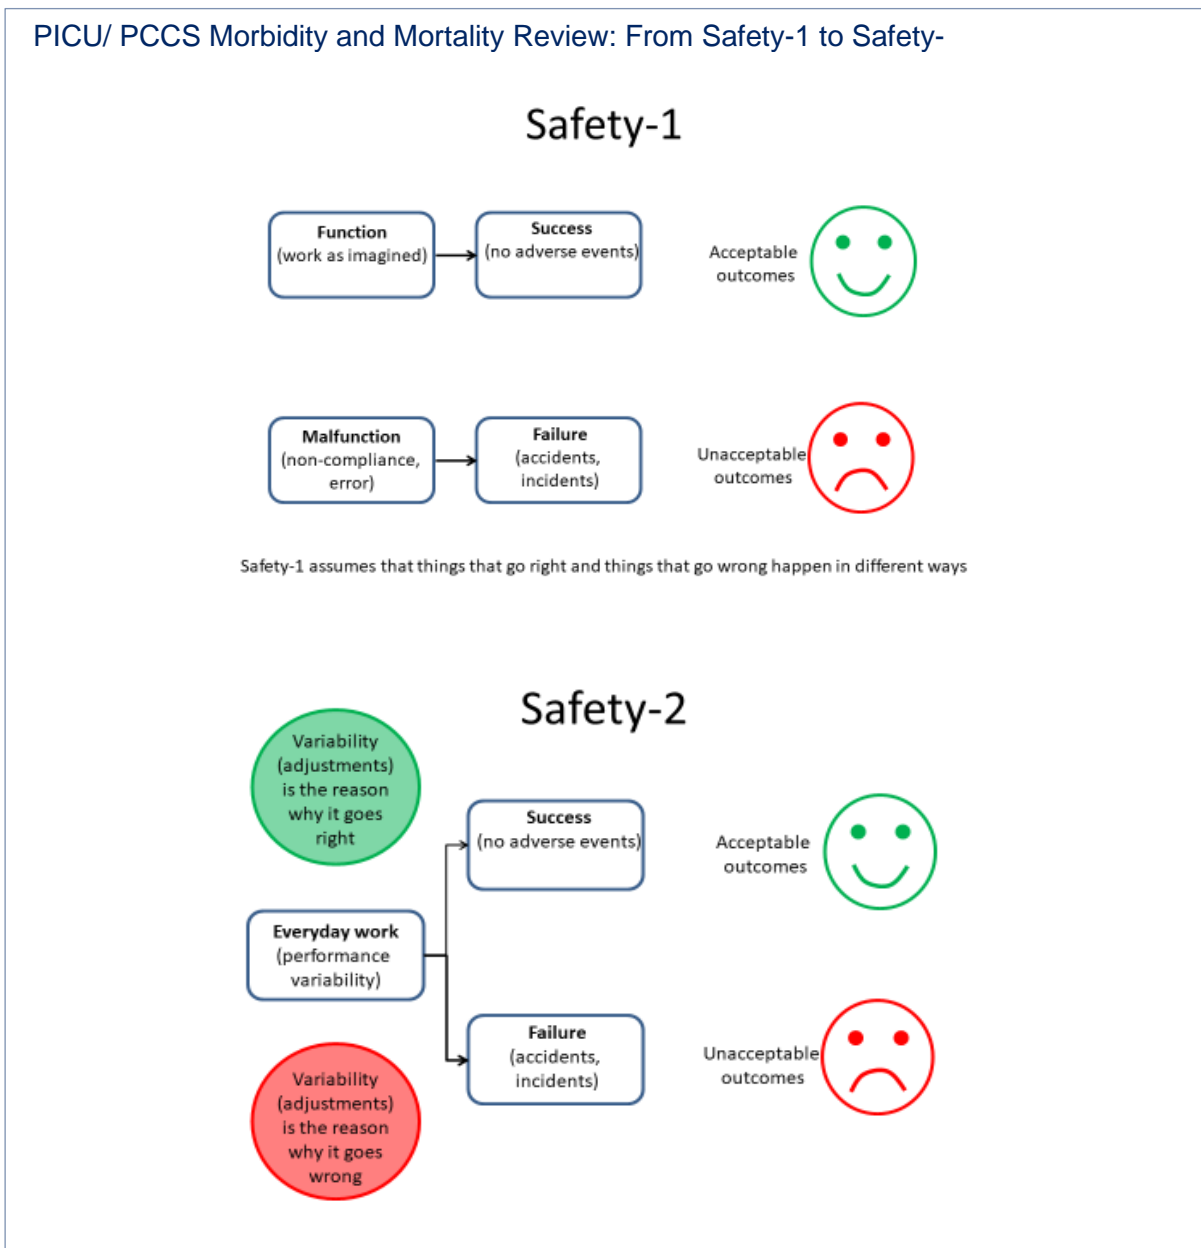 PICU/ PCCS Morbidity and Mortality Review: From Safety-1 to Safety-
Safety-1
Function
(work as imagined)
Success
(no adverse events)
Acceptable
outcomes
Malfunction
(non-compliance,
error)
Failure
(accidents,
incidents)
Unacceptable
outcomes
Safety-1 assumes that things that go right and things that go wrong happen in different ways
Safety-2
Variability
(adjustments)
is the reason
why it goes
right
Success
(no adverse events)
Acceptable
outcomes
Everyday work
(performance
variability)
Failure
(accidents,
incidents)
Unacceptable
outcomes
Variability
(adjustments)
is the reason
why it goes
wrong